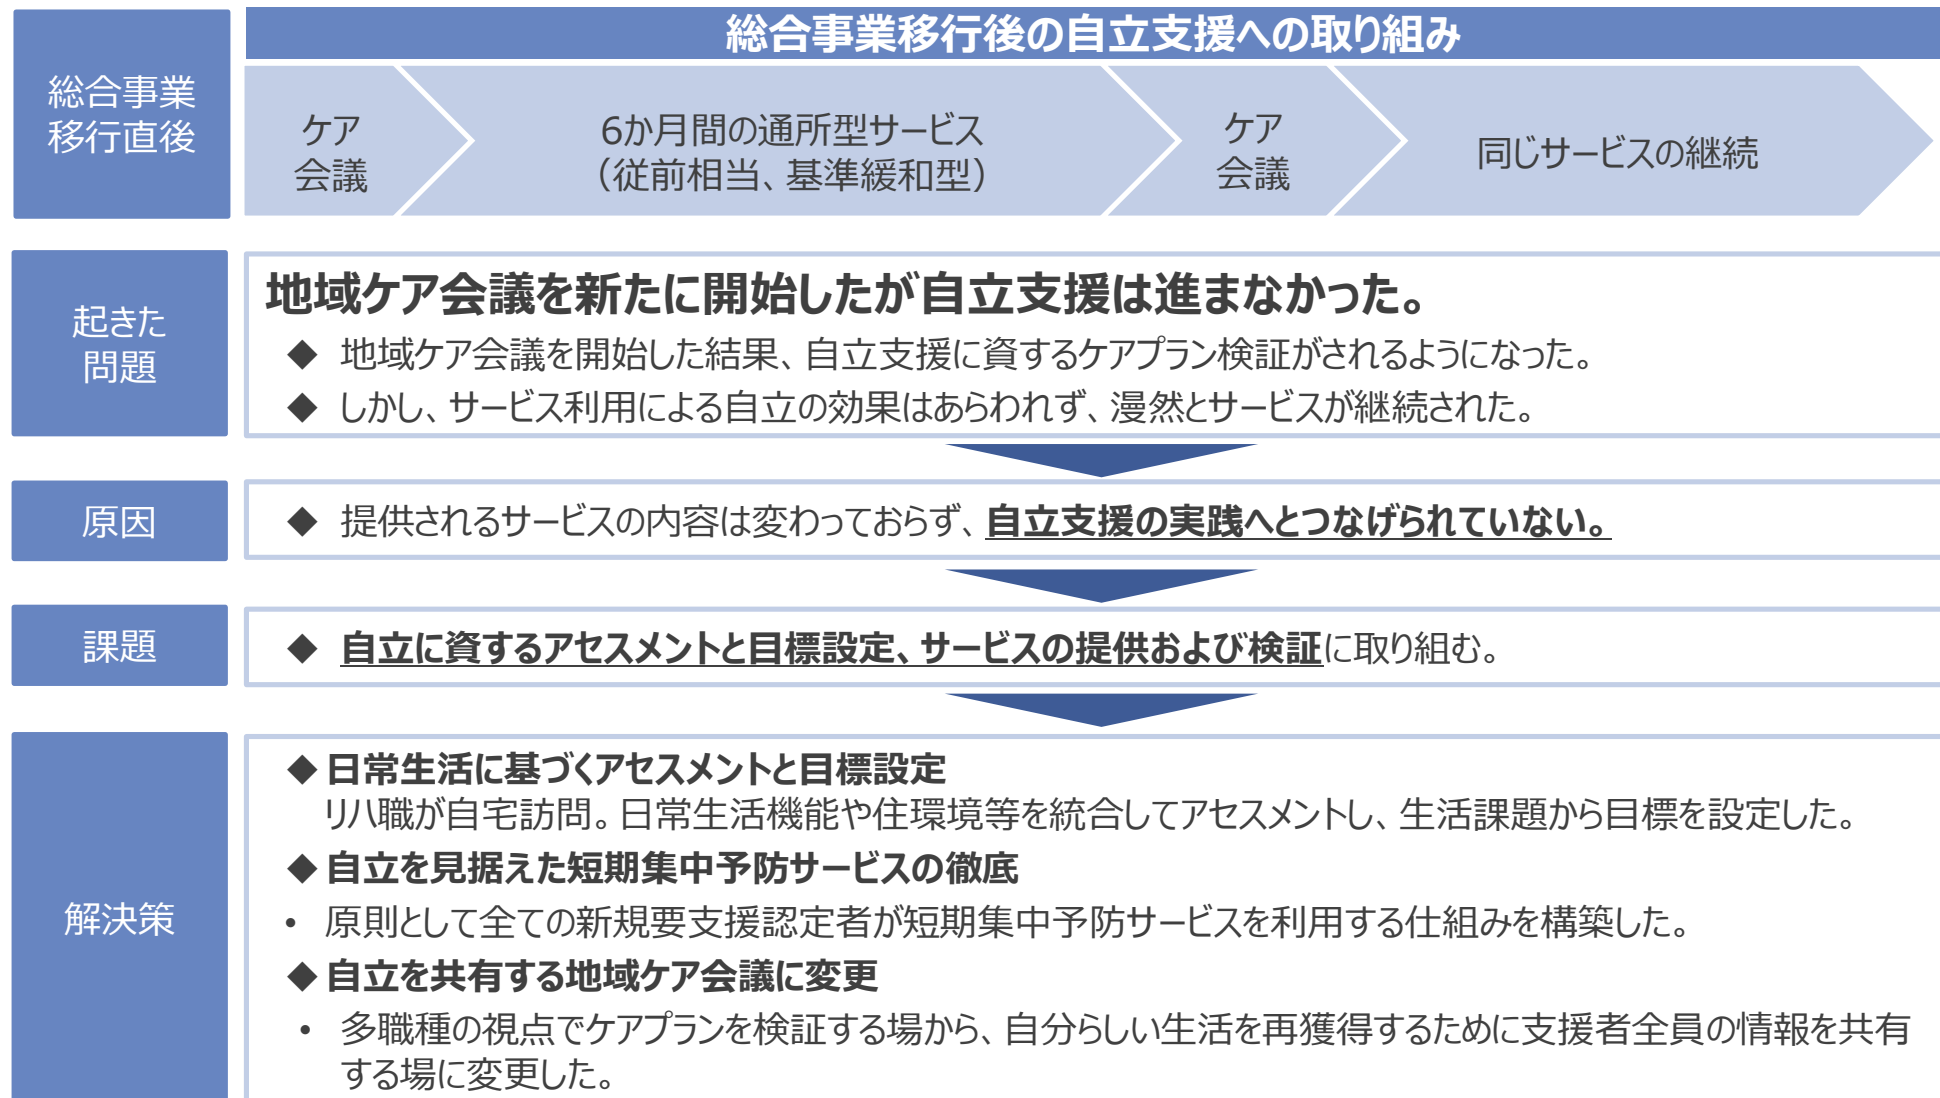 総合事業移行後の自立支援への取り組み
総合事業
移行直後
ケア
会議
6か月間の通所型サービス
（従前相当、基準緩和型）
ケア
会議
同じサービスの継続
起きた
問題
地域ケア会議を新たに開始したが自立支援は進まなかった。
◆ 地域ケア会議を開始した結果、自立支援に資するケアプラン検証がされるようになった。
◆ しかし、サービス利用による自立の効果はあらわれず、漫然とサービスが継続された。
原因
◆ 提供されるサービスの内容は変わっておらず、自立支援の実践へとつなげられていない。
課題
◆ 自立に資するアセスメントと目標設定、サービスの提供および検証に取り組む。
解決策
◆ 日常生活に基づくアセスメントと目標設定
リハ職が自宅訪問。日常生活機能や住環境等を統合してアセスメントし、生活課題から目標を設定した。
◆ 自立を見据えた短期集中予防サービスの徹底
• 原則として全ての新規要支援認定者が短期集中予防サービスを利用する仕組みを構築した。
◆ 自立を共有する地域ケア会議に変更
• 多職種の視点でケアプランを検証する場から、自分らしい生活を再獲得するために支援者全員の情報を共有
する場に変更した。